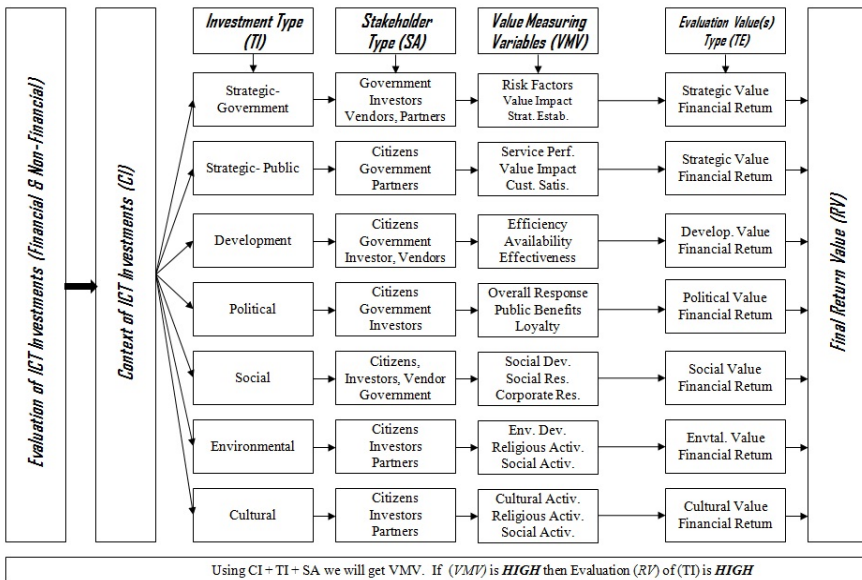 Evaluation of ICT Investments (Financial & Non-Financial)
Context of ICT Investments (CI)
Investment Type
(TI)
Stakeholder
Type (SA)
Value Measuring
Variables (VMV)
Evaluation Value(s)
Type (TE)
Strategic-
Government
Government
Investors
Vendors, Partners
Risk Factors
Value Impact
Strat. Estab.
Strategic Value
Financial Return
Strategic- Public
Citizens
Government
Partners
Service Perf.
Value Impact
Cust. Satis.
Strategic Value
Financial Return
Development
Citizens
Government
Investor, Vendors
Efficiency
Availability
Effectiveness
Develop. Value
Financial Return
Political
Citizens
Government
Investors
Overall Response
Public Benefits
Loyalty
Political Value
Financial Return
Social
Citizens,
Investors, Vendor
Government
Social Dev.
Social Res.
Corporate Res.
Social Value
Financial Return
Environmental
Citizens
Investors
Partners
Env. Dev.
Religious Activ.
Social Activ.
Envtal. Value
Financial Return
Cultural
Citizens
Investors
Partners
Cultural Activ.
Religious Activ.
Social Activ.
Cultural Value
Financial Return
Final Return Value (RV)
Using CI + TI + SA we will get VMV. If (VMV) is HIGH then Evaluation (RV) of (TI) is HIGH